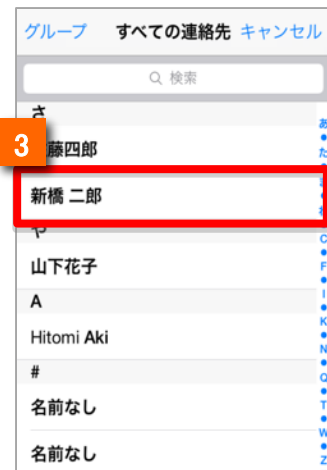 グループ すべての連絡先 キャンセル
検索
さ
3 藤四郎
新橋 二郎
や
山下花子
A
Hitomi Aki
#
名前なし
名前なし
あ
た
C
F
I
K
N
Q
T
W
Z